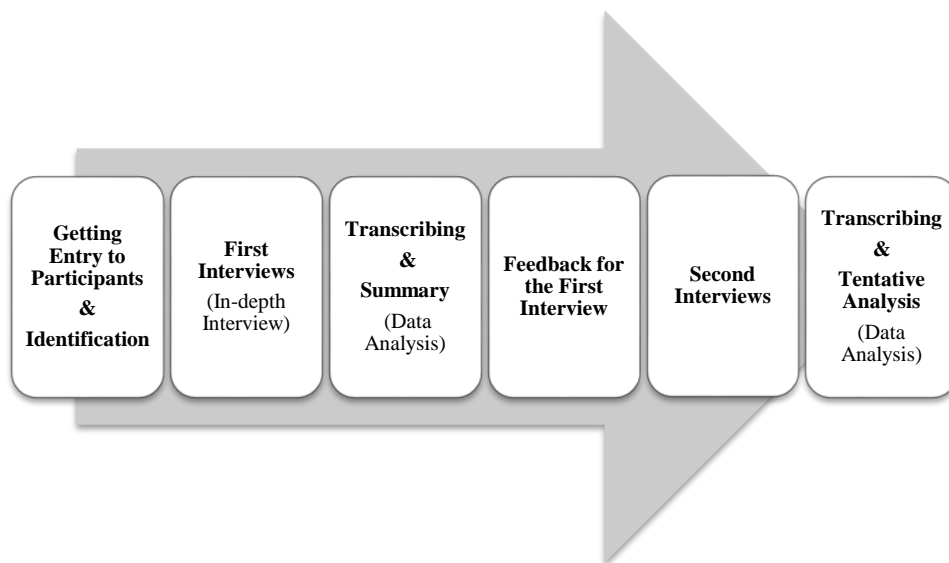 Getting
Entry to
Participants
&
Identification
First
Interviews
(In-depth
Interview)
Transcribing
&
Summary
(Data
Analysis)
Feedback for
the First
Interview
Second
Interviews
Transcribing
&
Tentative
Analysis
(Data
Analysis)